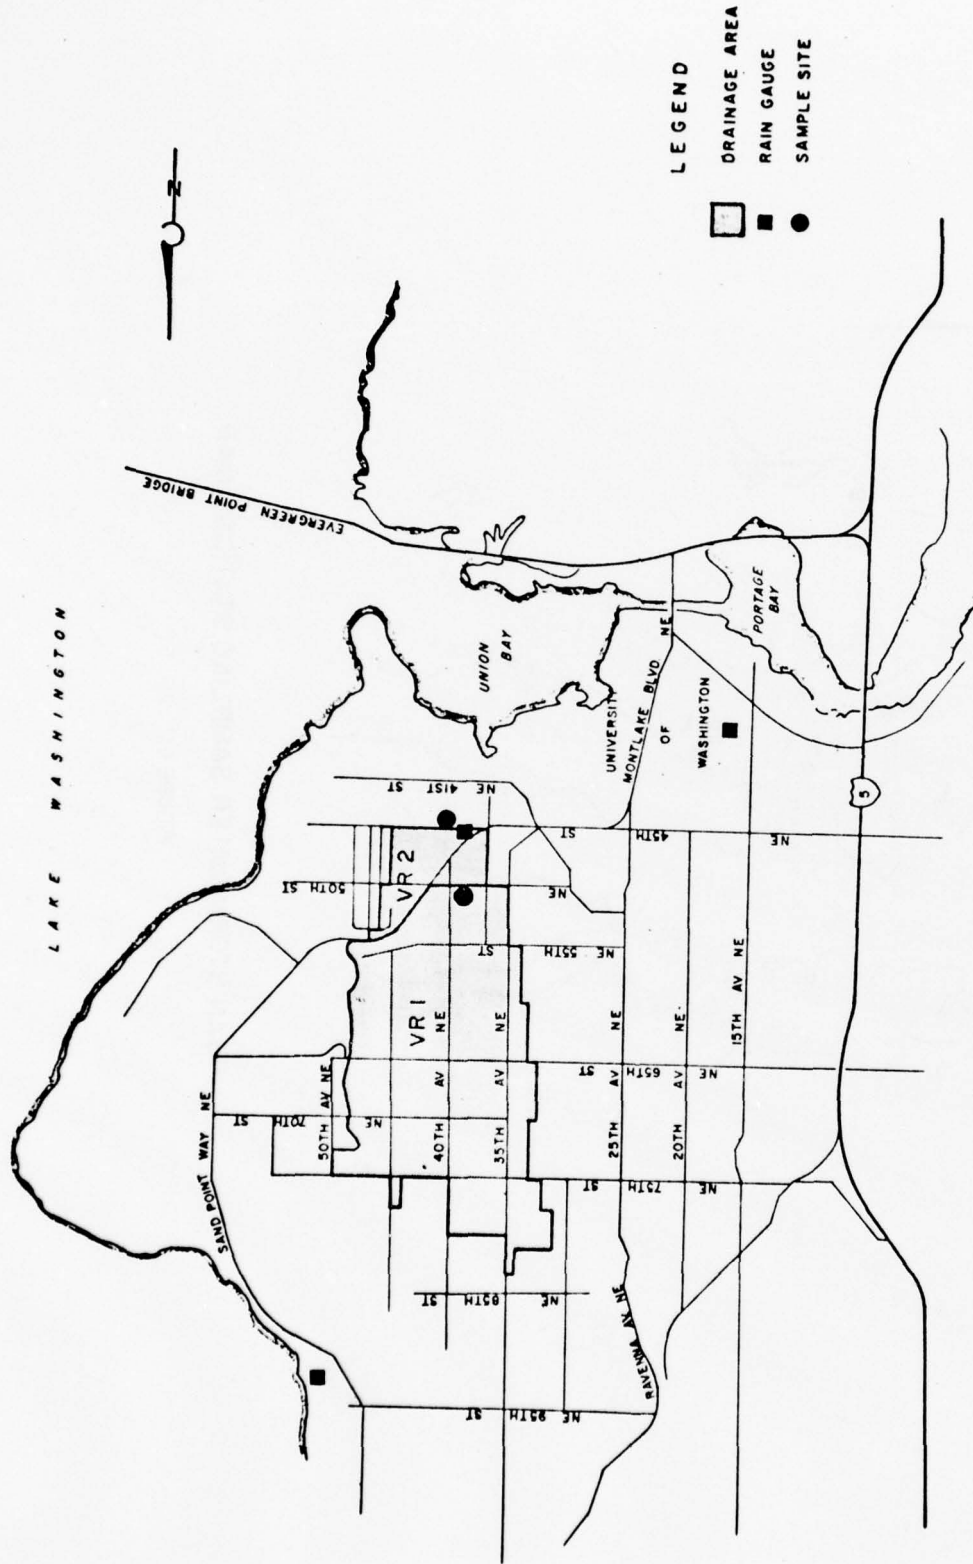 LAKE WASHINGTON
N
EVERGREEN POINT BRIDGE
UNION
BAY
PORTAGE
BAY
UNIVERSITY
OF
WASHINGTON
MONTLAKE BLVD NE
NE 41ST ST
NE 45TH ST
NE 50TH ST
NE 55TH ST
NE 65TH ST
NE 70TH ST
NE 75TH ST
NE 85TH ST
NE 95TH ST
SAND POINT WAY NE
50TH AV NE
40TH AV NE
35TH AV NE
25TH AV NE
20TH AV NE
15TH AV NE
RAVENNA AV NE
VR 1
VR 2
5
LEGEND
DRAINAGE AREA
RAIN GAUGE
SAMPLE SITE